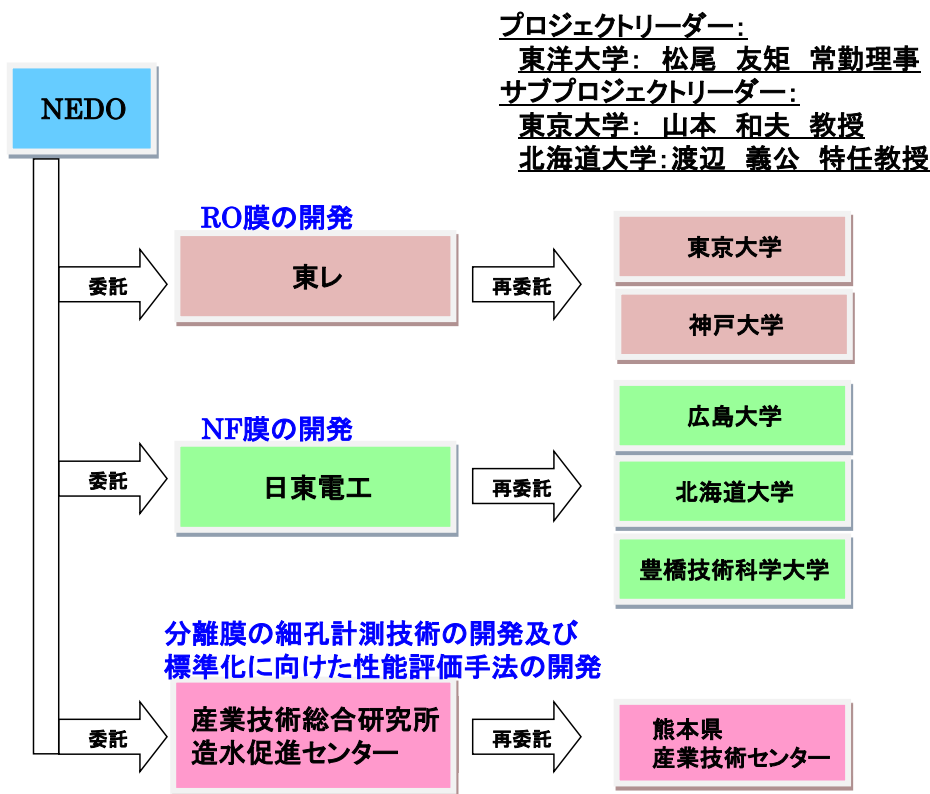 プロジェクトリーダー:
東洋大学: 松尾 友矩 常勤理事
サブプロジェクトリーダー:
東京大学: 山本 和夫 教授
北海道大学:渡辺 義公 特任教授
NEDO
RO膜の開発
委託
東レ
再委託
東京大学
神戸大学
NF膜の開発
委託
日東電工
再委託
広島大学
北海道大学
豊橋技術科学大学
分離膜の細孔計測技術の開発及び
標準化に向けた性能評価手法の開発
委託
産業技術総合研究所
造水促進センター
再委託
熊本県
産業技術センター